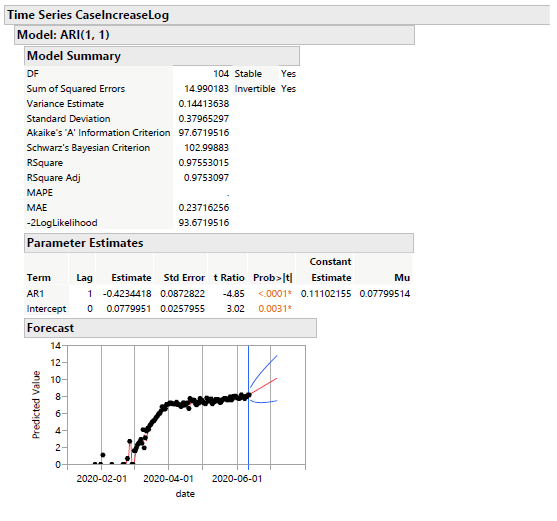 Time Series CaseIncreaseLog
Model: ARI(1, 1)
Model Summary
DF 104 Stable Yes
Sum of Squared Errors 14.990183 Invertible Yes
Variance Estimate 0.14413638
Standard Deviation 0.37965297
Akaike's 'A' Information Criterion 97.6719516
Schwarz's Bayesian Criterion 102.99883
RSquare 0.97553015
RSquare Adj 0.9753097
MAPE .
MAE 0.23716256
-2LogLikelihood 93.6719516
Parameter Estimates
Constant
Term Lag Estimate Std Error t Ratio Prob>|t| Estimate Mu
AR1 1 -0.4234418 0.0872822 -4.85 <.0001* 0.11102155 0.07799514
Intercept 0 0.0779951 0.0257955 3.02 0.0031*
Forecast
14
12
10
8
6
4
2
0
Predicted Value
2020-02-01 2020-04-01 2020-06-01
date